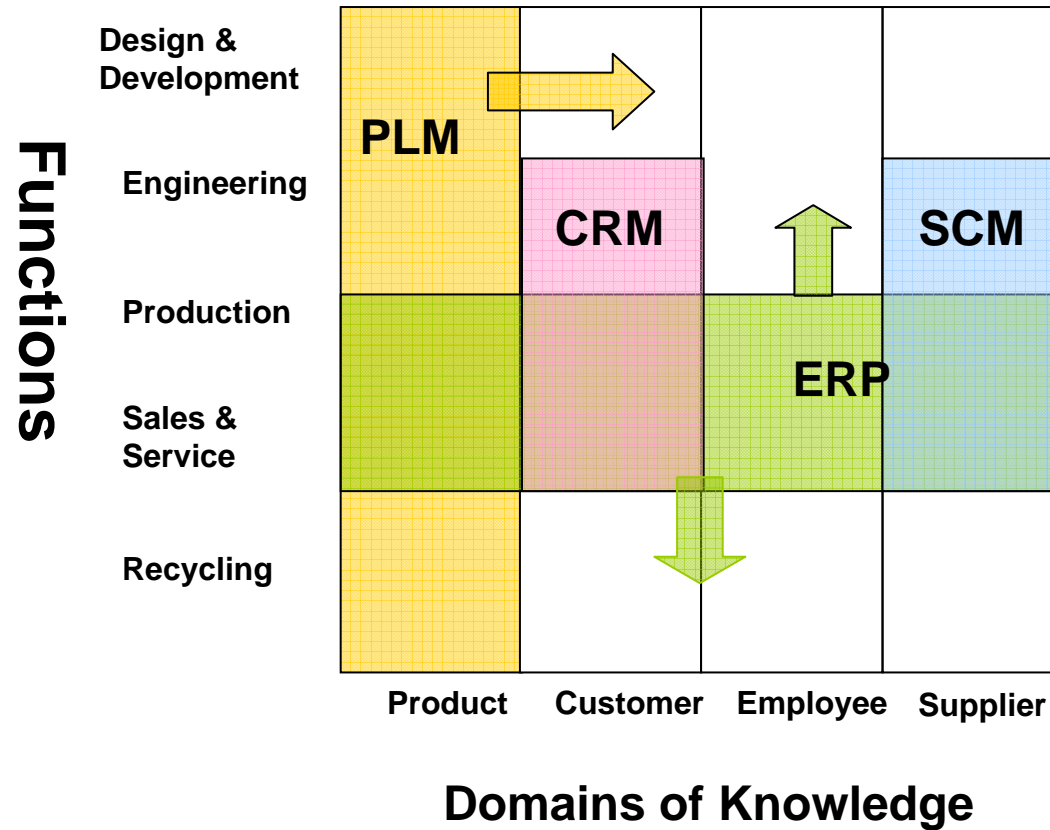 Design &
Development
PLM
Functions
Engineering
CRM
SCM
Production
ERP
Sales &
Service
Recycling
Product
Customer
Employee
Supplier
Domains of Knowledge